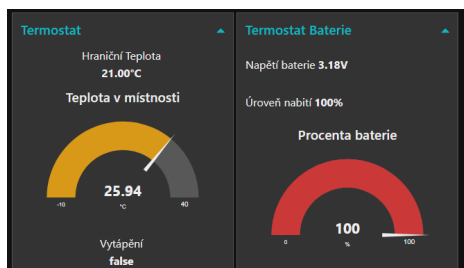 Termostat
Hraniční Teplota
21.00°C
Teplota v místnosti
25.94
-10
°C
40
Vytápění
false
Termostat Baterie
Napětí baterie 3.18V
Úroveň nabití 100%
Procenta baterie
100
0
%
100